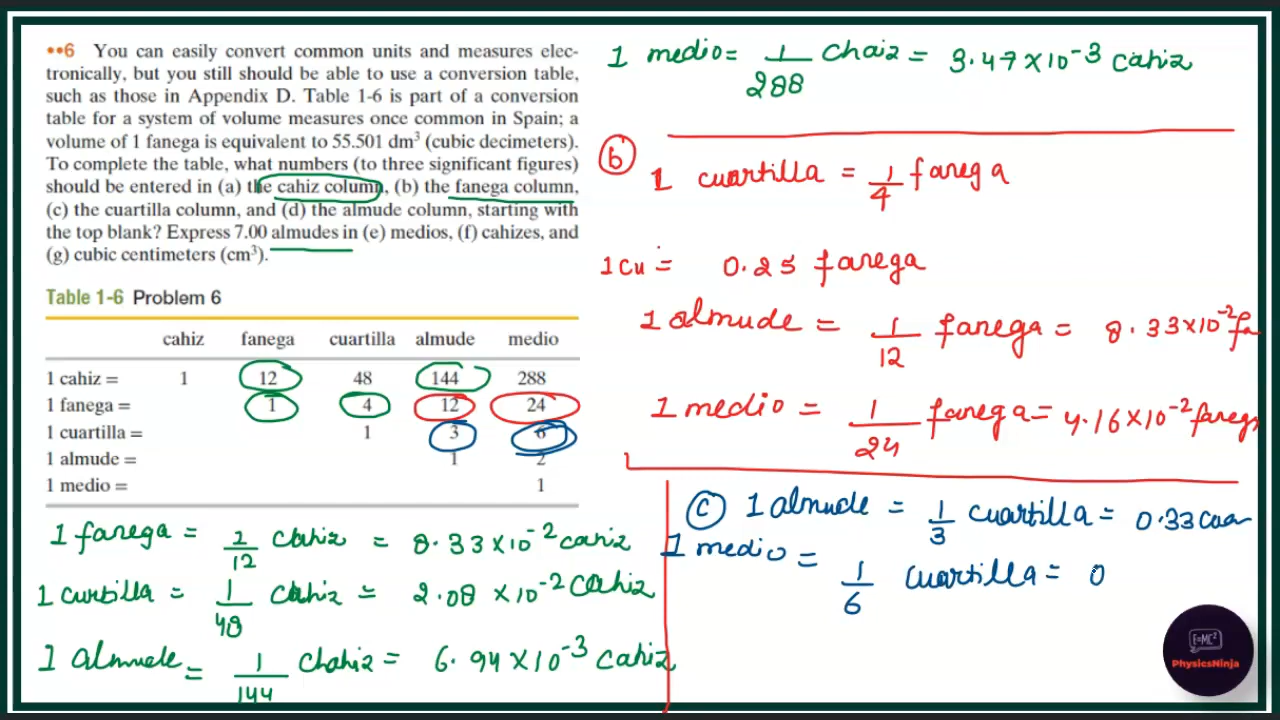 ••6 You can easily convert common units and measures elec-
tronically, but you still should be able to use a conversion table,
such as those in Appendix D. Table 1-6 is part of a conversion
table for a system of volume measures once common in Spain; a
volume of 1 fanega is equivalent to 55.501 dm³ (cubic decimeters).
To complete the table, what numbers (to three significant figures)
should be entered in (a) the cahiz column, (b) the fanega column,
(c) the cuartilla column, and (d) the almude column, starting with
the top blank? Express 7.00 almudes in (e) medios, (f) cahizes, and
(g) cubic centimeters (cm³).
Table 1-6 Problem 6
cahiz fanega cuartilla almude medio
1 cahiz = 1 12 48 144 288
1 fanega = 1 4 12 24
1 cuartilla = 1 3 6
1 almude = 1 2
1 medio = 1
1 fanega = 1/12 cahiz = 8.33 × 10⁻² cahiz
1 curtilla = 1/48 cahiz = 2.08 × 10⁻² cahiz
1 almude = 1/144 chahiz = 6.94 × 10⁻³ cahiz
1 medio = 1/288 chaiz = 3.47 × 10⁻³ cahiz
(b)
1 cuartilla = 1/4 fanega
1 cu = 0.25 fanega
1 almude = 1/12 fanega = 8.33 × 10⁻² fa
1 medio = 1/24 fanega = 4.16 × 10⁻² faneg
(c) 1 almude = 1/3 cuartilla = 0.33 cuar
1 medio = 1/6 cuartilla = 0
E=MC²
PhysicsNinja